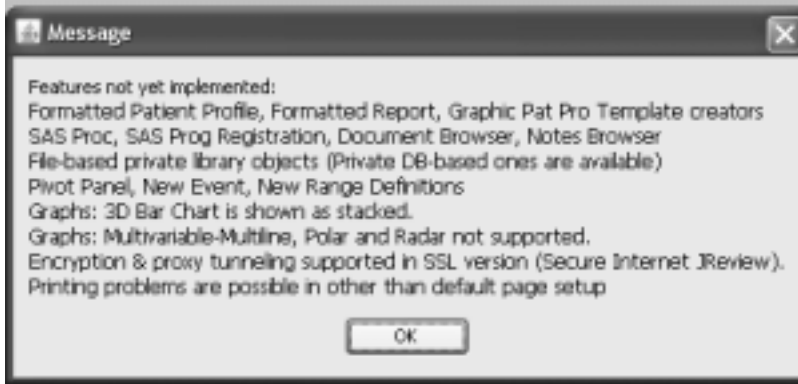 Message
Features not yet implemented:
Formatted Patient Profile, Formatted Report, Graphic Pat Pro Template creators
SAS Proc, SAS Prog Registration, Document Browser, Notes Browser
File-based private library objects (Private DB-based ones are available)
Pivot Panel, New Event, New Range Definitions
Graphs: 3D Bar Chart is shown as stacked.
Graphs: Multivariable-Multiline, Polar and Radar not supported.
Encryption & proxy tunneling supported in SSL version (Secure Internet JReview).
Printing problems are possible in other than default page setup
OK